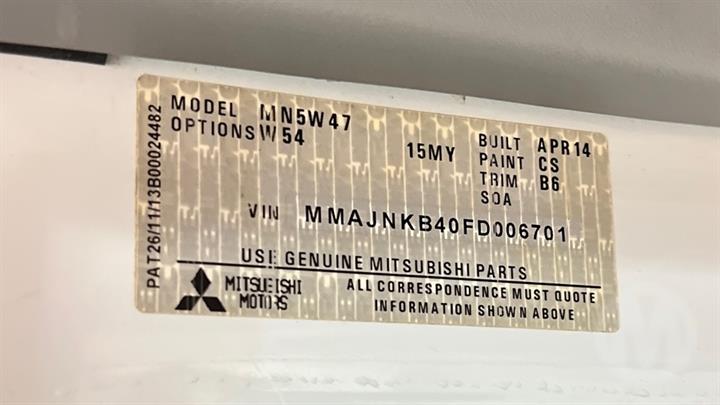 MODEL MN5W47
OPTIONS W54
15MY
BUILT APR14
PAINT CS
TRIM B6
SOA
VIN MMAJNKB40FD006701
USE GENUINE MITSUBISHI PARTS
MITSUBISHI
MOTORS
ALL CORRESPONDENCE MUST QUOTE
INFORMATION SHOWN ABOVE
PAT26/11/13B00024482